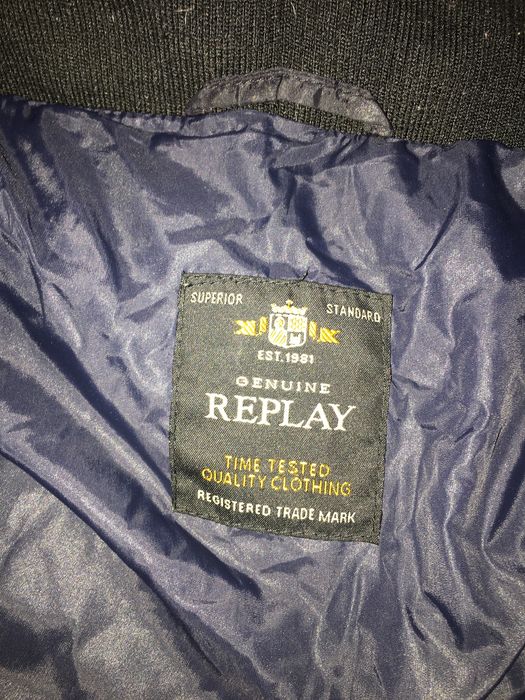 SUPERIOR STANDARD
EST.1981
GENUINE
REPLAY
TIME TESTED
QUALITY CLOTHING
REGISTERED TRADE MARK